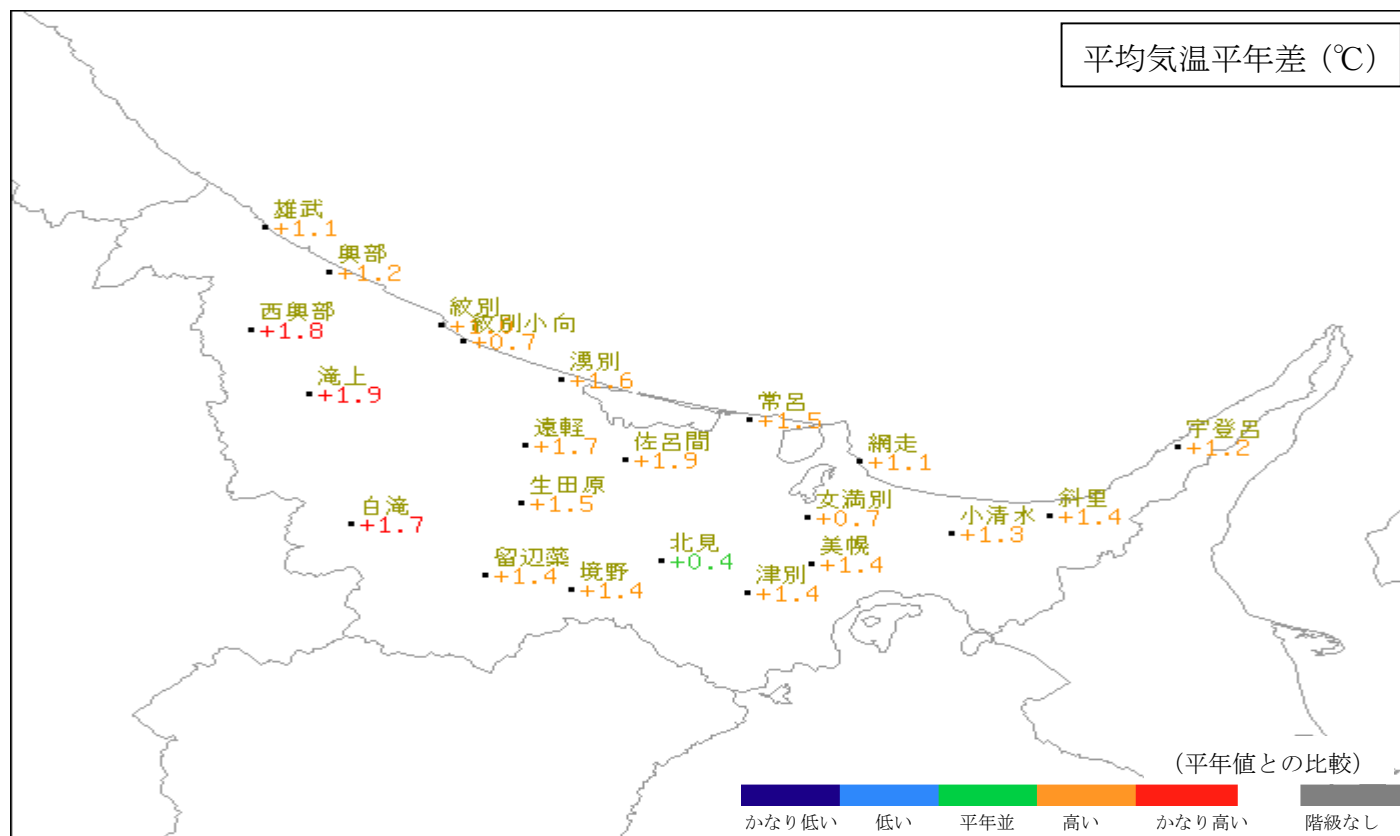 平均気温平年差（℃）
雄武
+1.1
興部
+1.2
西興部
+1.8
紋別
紋別小向
+0.7
湧別
+1.6
滝上
+1.9
常呂
+1.5
遠軽
+1.7
佐呂間
+1.9
網走
+1.1
宇登呂
+1.2
生田原
+1.5
白滝
+1.7
女満別
+0.7
小清水
+1.3
斜里
+1.4
北見
+0.4
美幌
+1.4
留辺蘂
+1.4
境野
+1.4
津別
+1.4
（平年値との比較）
かなり低い 低い 平年並 高い かなり高い 階級なし